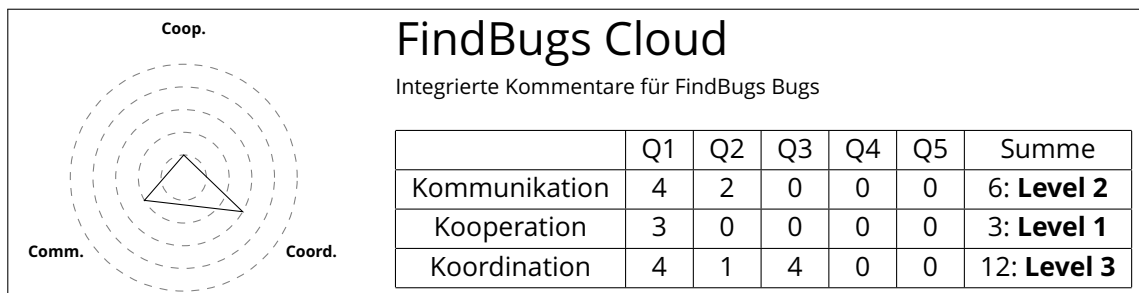 Coop.
FindBugs Cloud
Integrierte Kommentare für FindBugs Bugs
Q1 Q2 Q3 Q4 Q5 Summe
Kommunikation 4 2 0 0 0 6: Level 2
Kooperation 3 0 0 0 0 3: Level 1
Koordination 4 1 4 0 0 12: Level 3
Comm.
Coord.